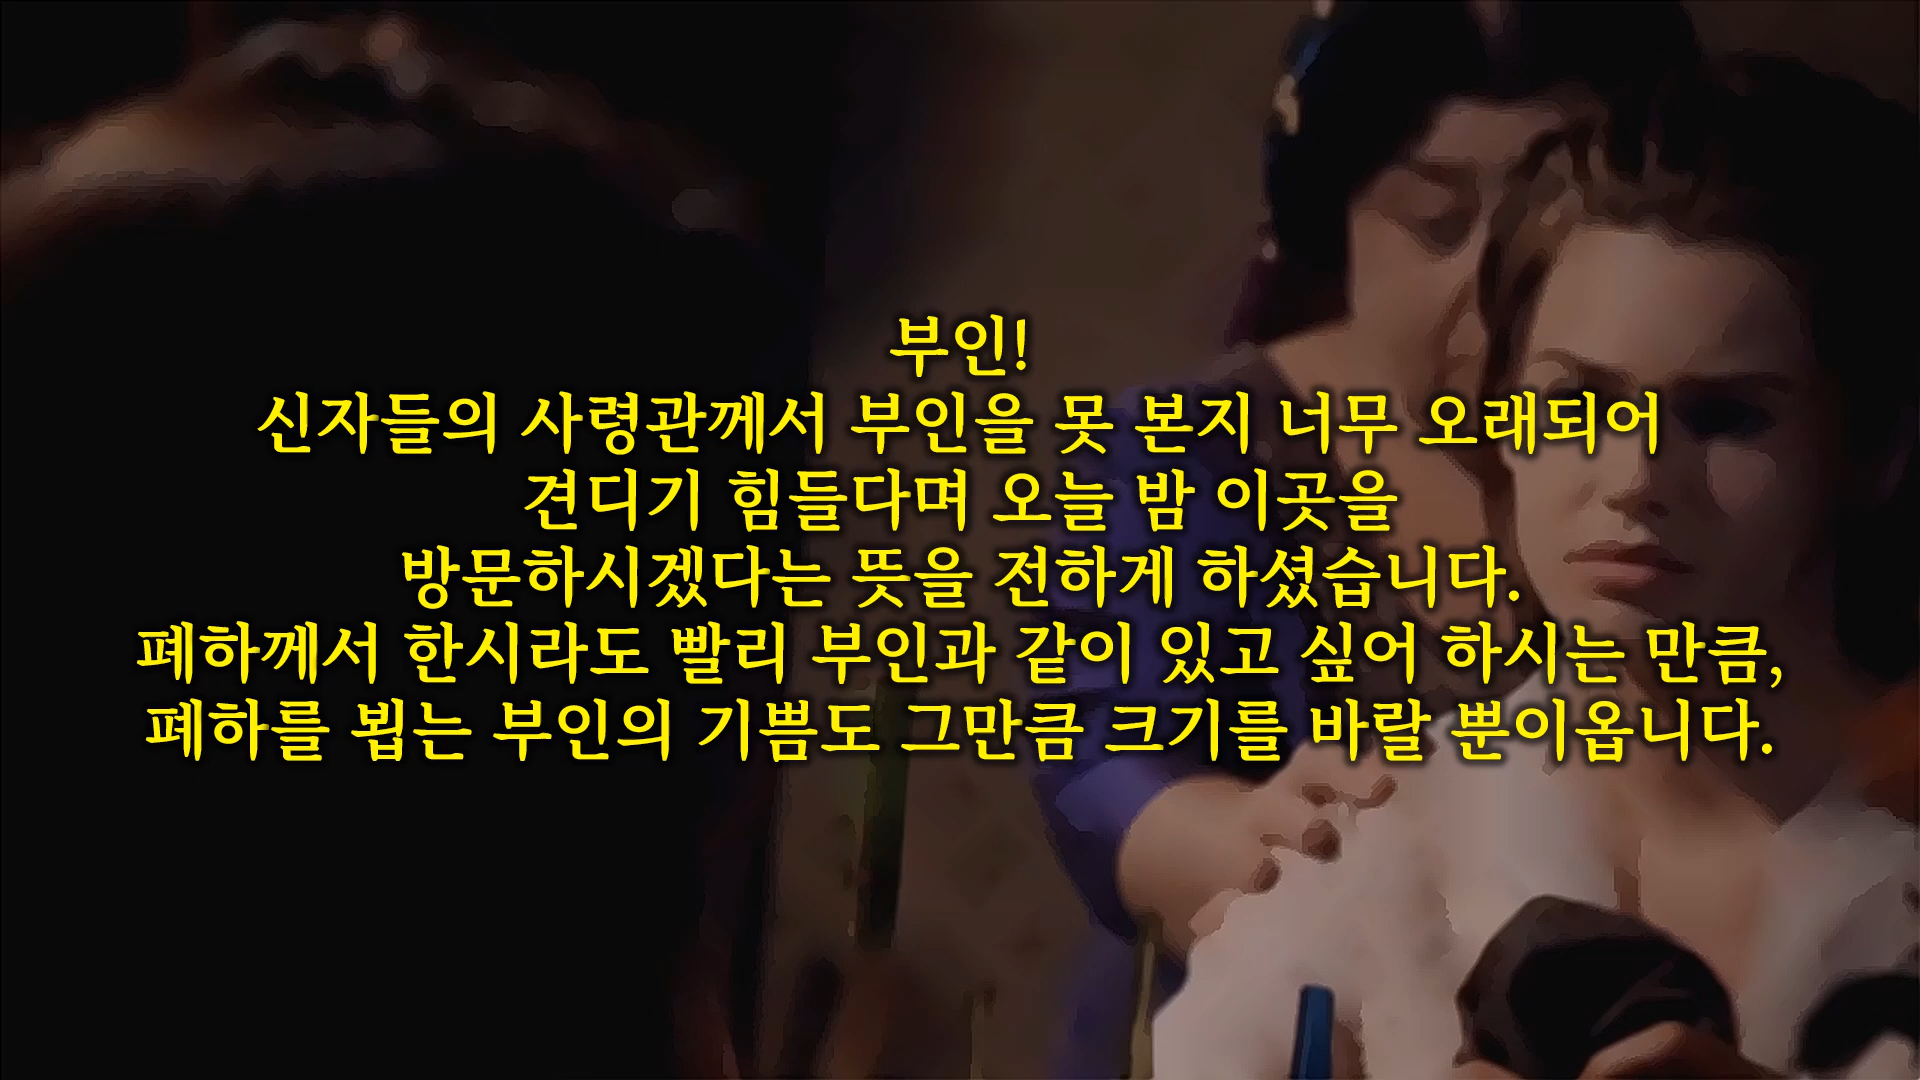 부인!
신자들의 사령관께서 부인을 못 본지 너무 오래되어
견디기 힘들다며 오늘 밤 이곳을
방문하시겠다는 뜻을 전하게 하셨습니다.
폐하께서 한시라도 빨리 부인과 같이 있고 싶어 하시는 만큼,
폐하를 뵙는 부인의 기쁨도 그만큼 크기를 바랄 뿐이옵니다.